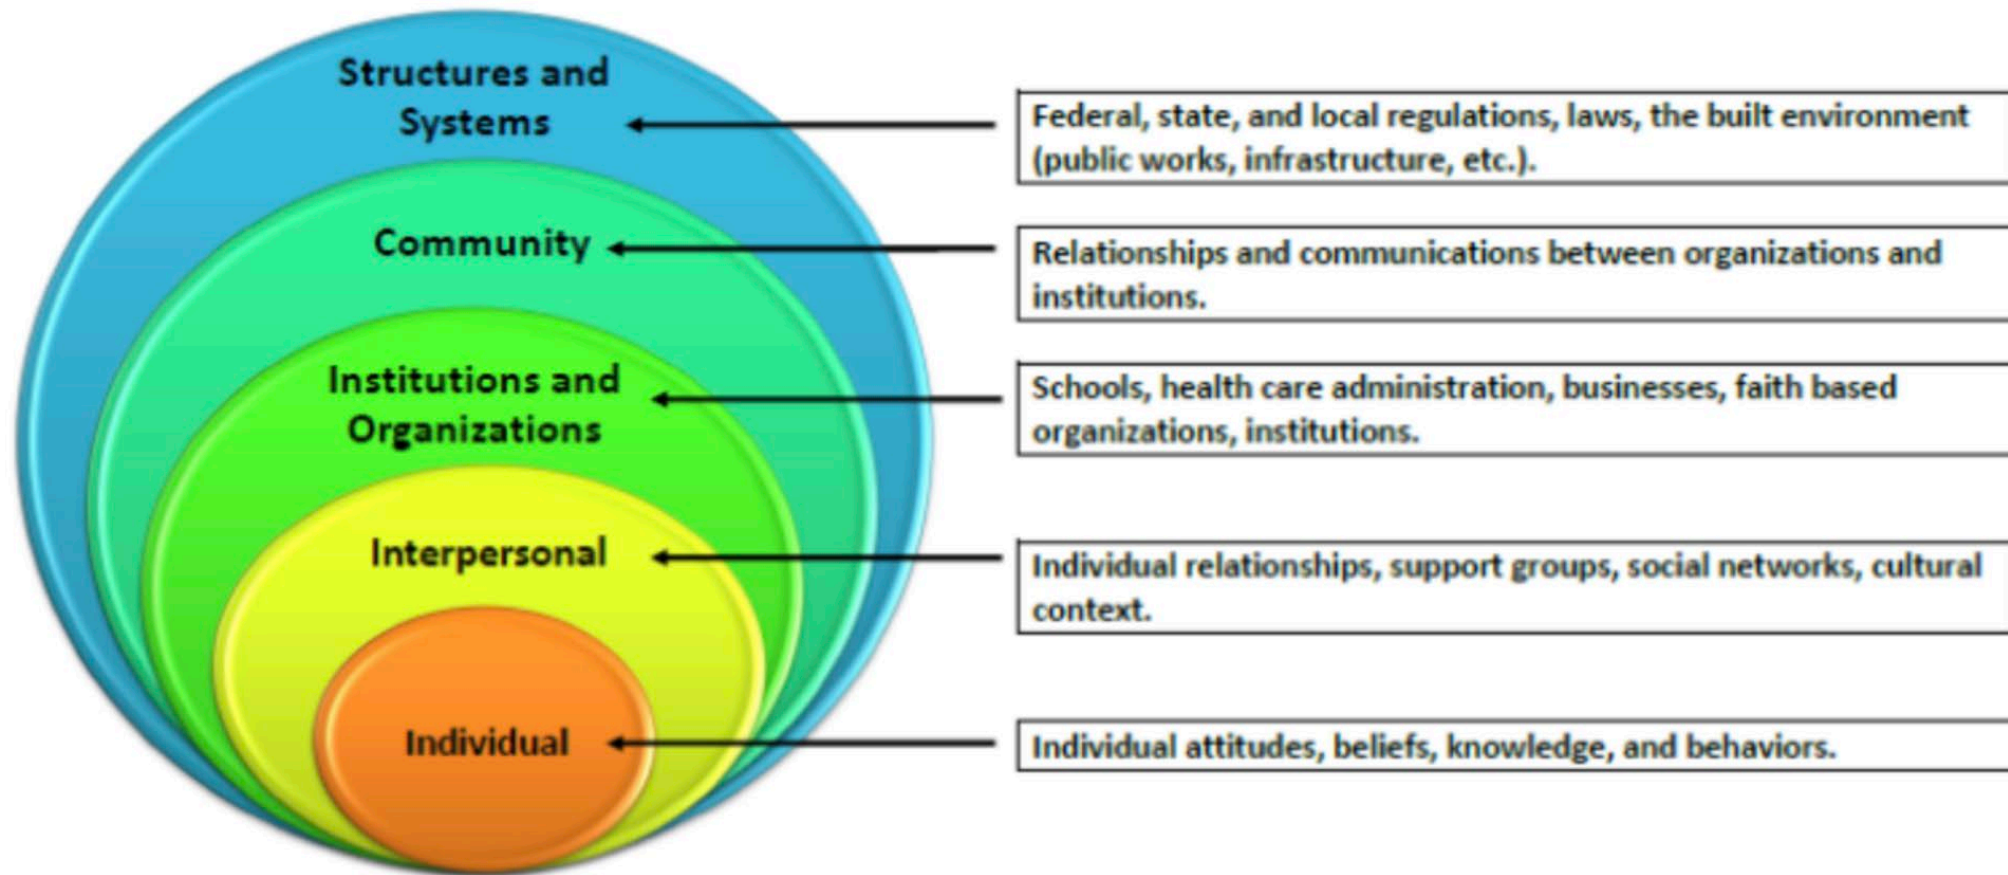 Structures and
Systems
Federal, state, and local regulations, laws, the built environment
(public works, infrastructure, etc.).
Community
Relationships and communications between organizations and
institutions.
Institutions and
Organizations
Schools, health care administration, businesses, faith based
organizations, institutions.
Interpersonal
Individual relationships, support groups, social networks, cultural
context.
Individual
Individual attitudes, beliefs, knowledge, and behaviors.